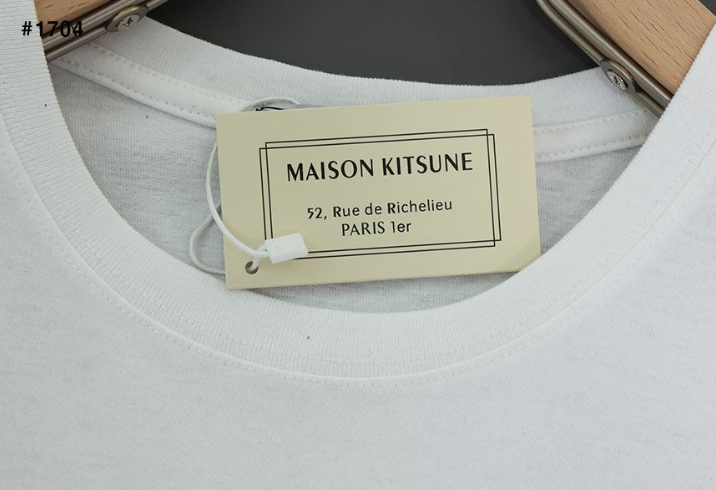 #1704
MAISON KITSUNE
52, Rue de Richelieu
PARIS 1er